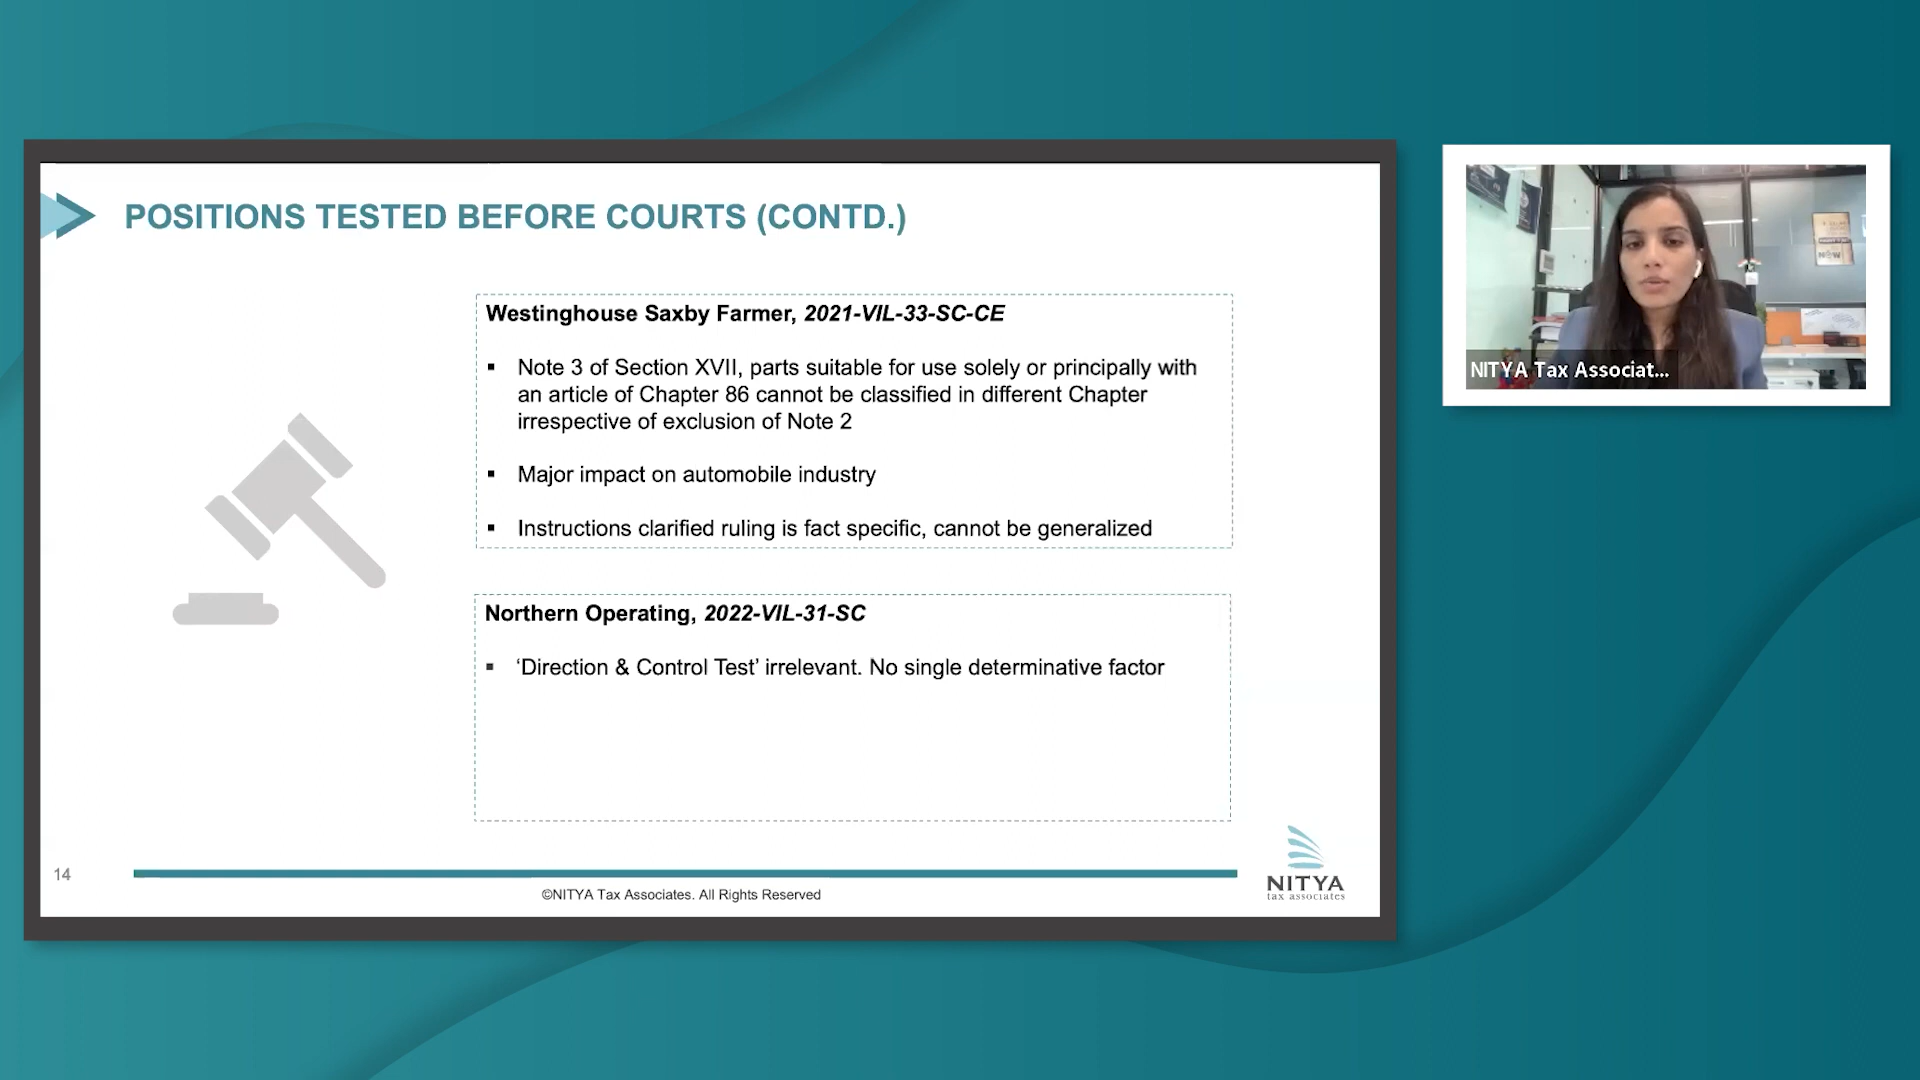 POSITIONS TESTED BEFORE COURTS (CONTD.)
Westinghouse Saxby Farmer, 2021-VIL-33-SC-CE
▪ Note 3 of Section XVII, parts suitable for use solely or principally with
an article of Chapter 86 cannot be classified in different Chapter
irrespective of exclusion of Note 2
▪ Major impact on automobile industry
▪ Instructions clarified ruling is fact specific, cannot be generalized
Northern Operating, 2022-VIL-31-SC
▪ ‘Direction & Control Test’ irrelevant. No single determinative factor
14
©NITYA Tax Associates. All Rights Reserved
NITYA
tax associates
NITYA Tax Associat...